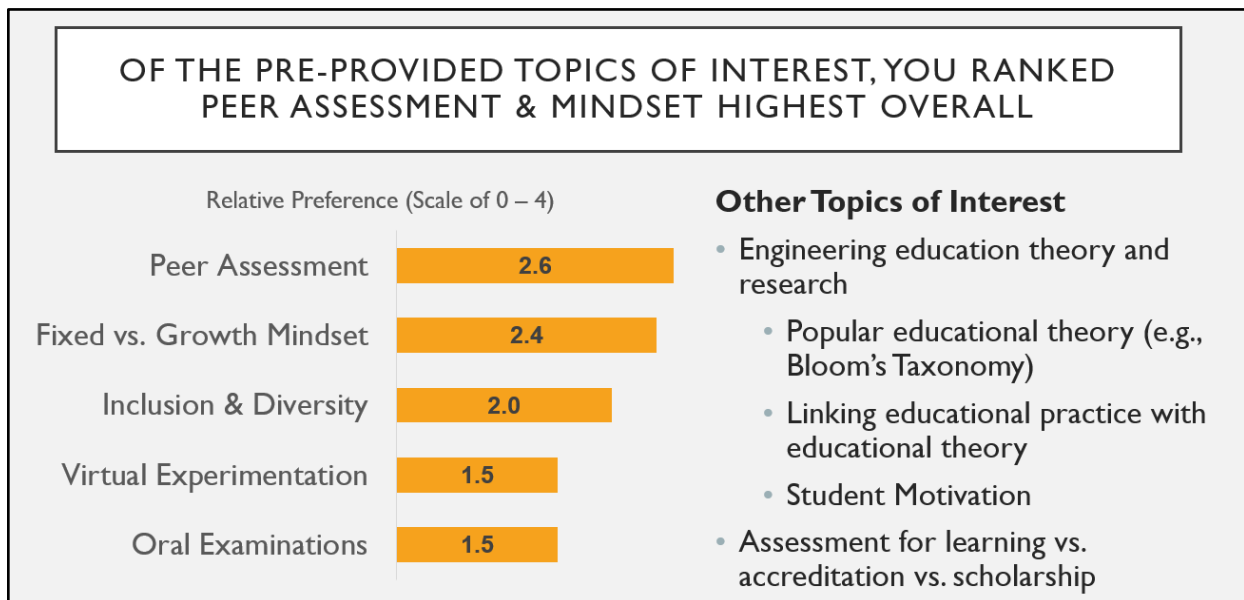 OF THE PRE-PROVIDED TOPICS OF INTEREST, YOU RANKED
PEER ASSESSMENT & MINDSET HIGHEST OVERALL
Relative Preference (Scale of 0 – 4)
Peer Assessment
2.6
Fixed vs. Growth Mindset
2.4
Inclusion & Diversity
2.0
Virtual Experimentation
1.5
Oral Examinations
1.5
Other Topics of Interest
• Engineering education theory and
research
• Popular educational theory (e.g.,
Bloom's Taxonomy)
• Linking educational practice with
educational theory
• Student Motivation
• Assessment for learning vs.
accreditation vs. scholarship